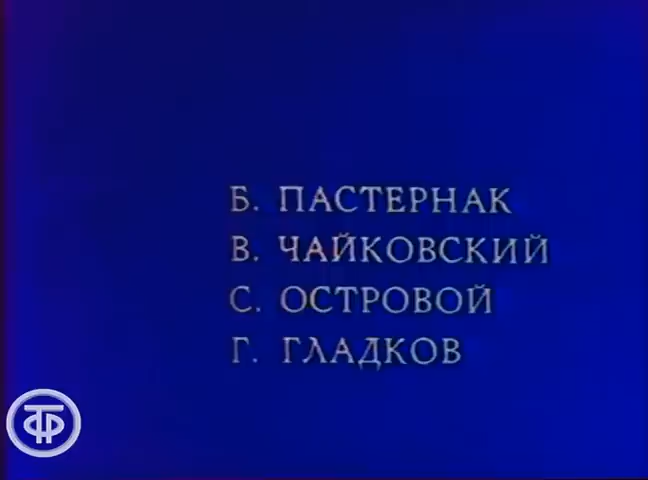 Б. ПАСТЕРНАК
В. ЧАЙКОВСКИЙ
С. ОСТРОВОЙ
Г. ГЛАДКОВ